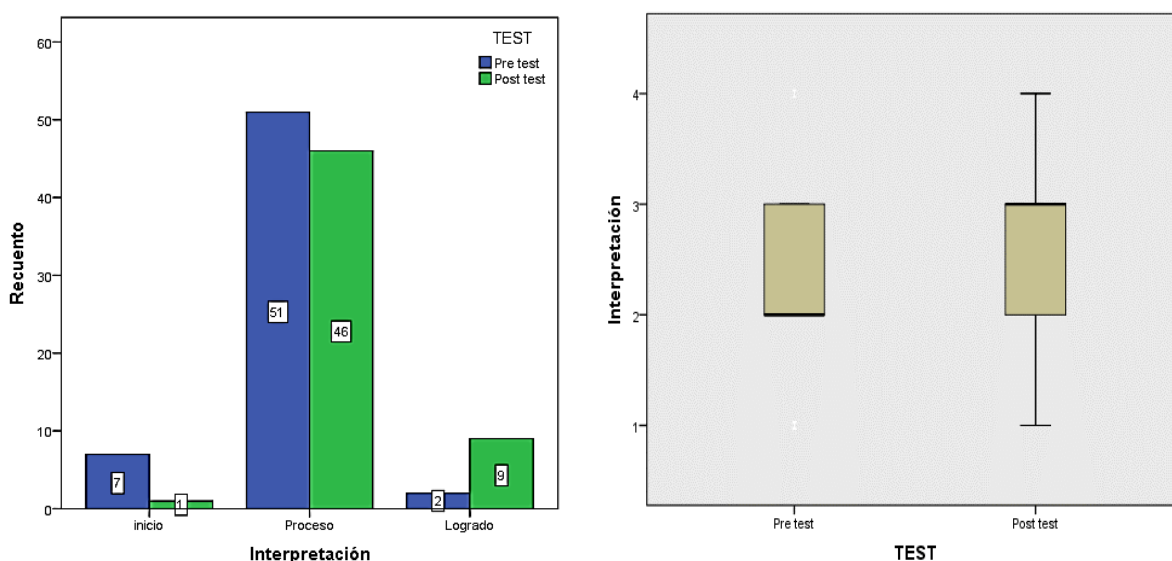 TEST
Pre test
Post test
60
50
40
30
20
10
0
Recuento
7
1
51
46
2
9
inicio
Proceso
Logrado
Interpretación
4
3
2
1
Interpretación
Pre test
Post test
TEST